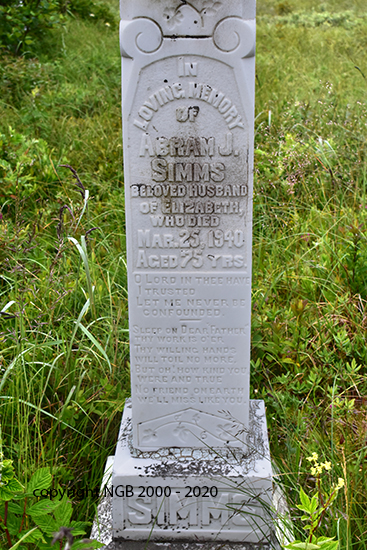 IN
LOVING MEMORY
OF
ABRAM J.
SIMMS
BELOVED HUSBAND
OF ELIZABETH,
WHO DIED
MAR. 25, 1940
AGED 75 YRS.
O LORD IN THEE HAVE
I TRUSTED
LET ME NEVER BE
CONFOUNDED.
SLEEP ON DEAR FATHER
THY WORK IS O'ER
THY WILLING HANDS
WILL TOIL NO MORE.
BUT OH! HOW KIND YOU
WERE AND TRUE
NO FRIEND ON EARTH
WE'LL MISS LIKE YOU
SIMMS
copyright NGB 2000 - 2020